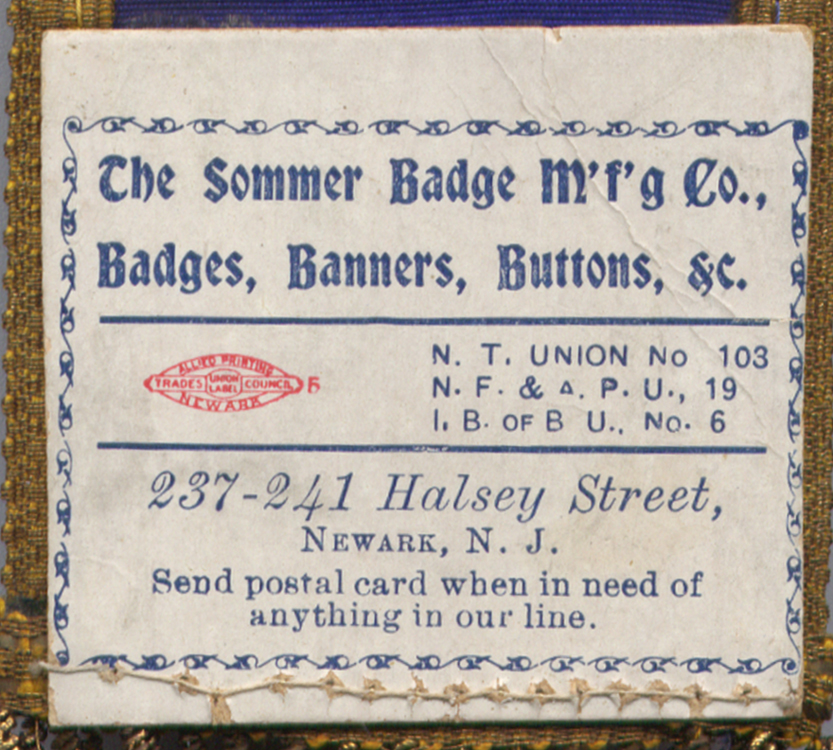 The Sommer Badge M'f'g Co.,
Badges, Banners, Buttons, &c.
ALLIED PRINTING
TRADES UNION LABEL COUNCIL
NEWARK
5
N. T. UNION No 103
N. F. & A. P. U., 19
I. B. OF B U., No. 6
237-241 Halsey Street,
NEWARK, N. J.
Send postal card when in need of
anything in our line.